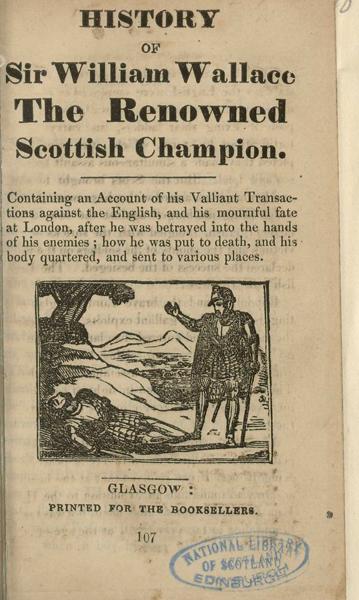 HISTORY
OF
Sir William Wallace
The Renowned
Scottish Champion.
Containing an Account of his Valliant Transac-
tions against the English, and his mournful fate
at London, after he was betrayed into the hands
of his enemies ; how he was put to death, and his
body quartered, and sent to various places.
GLASGOW :
PRINTED FOR THE BOOKSELLERS.
107
NATIONAL LIBRARY
OF SCOTLAND
EDINBURGH